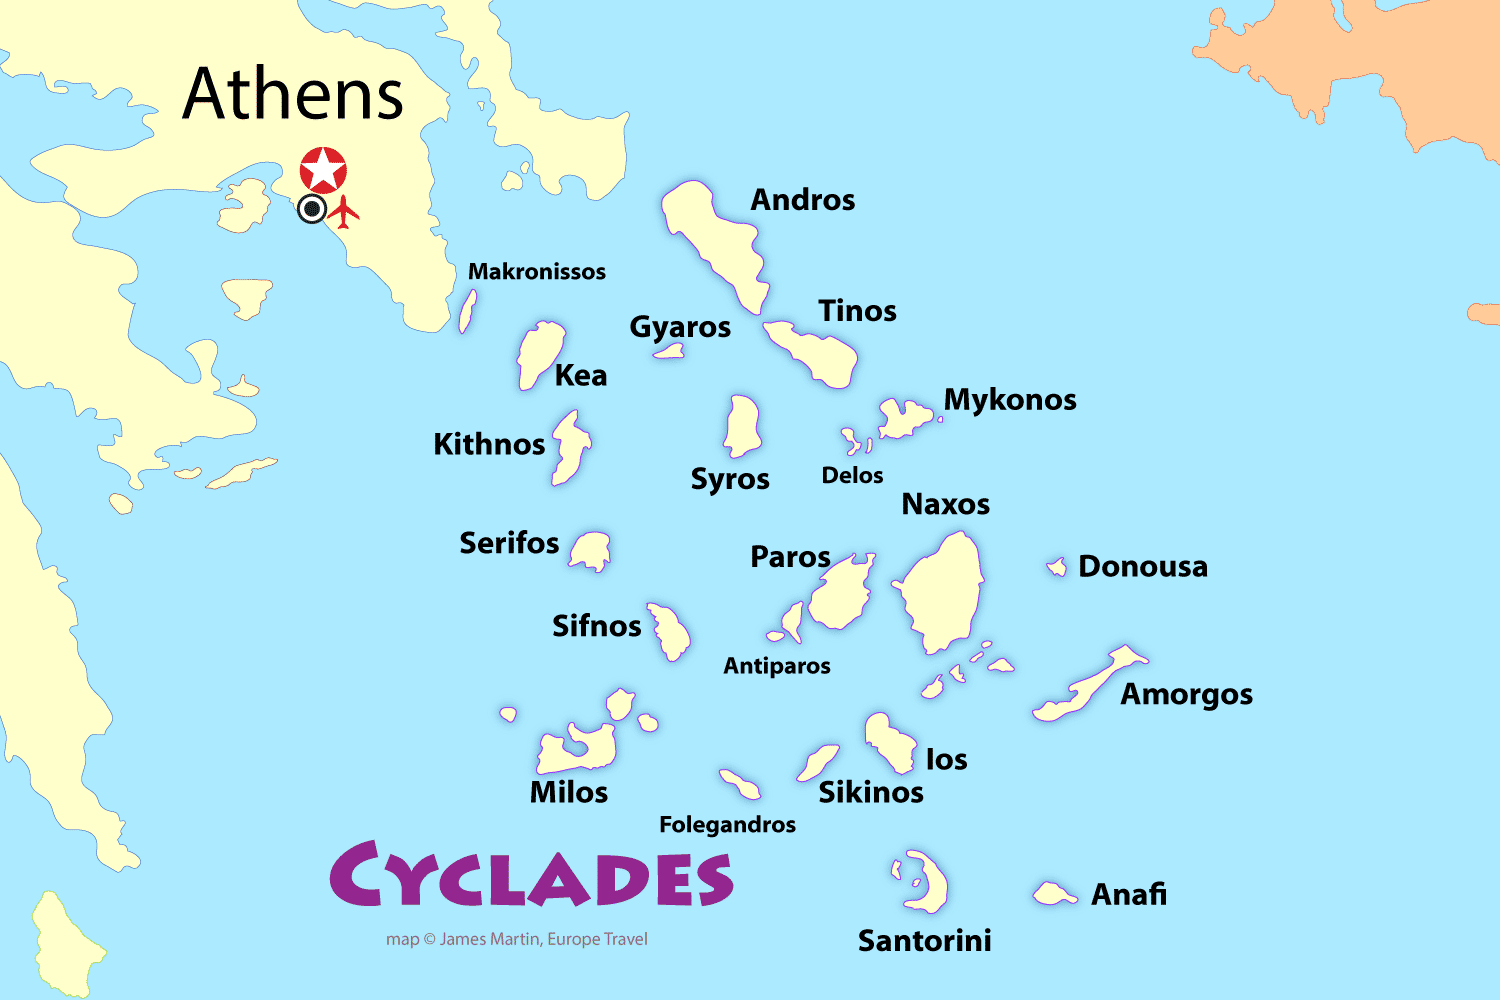 Athens
Andros
Makronissos
Tinos
Gyaros
Kea
Mykonos
Kithnos
Delos
Syros
Naxos
Serifos
Paros
Donousa
Sifnos
Antiparos
Amorgos
Ios
Milos
Sikinos
Folegandros
CYCLADES
Anafi
map © James Martin, Europe Travel
Santorini